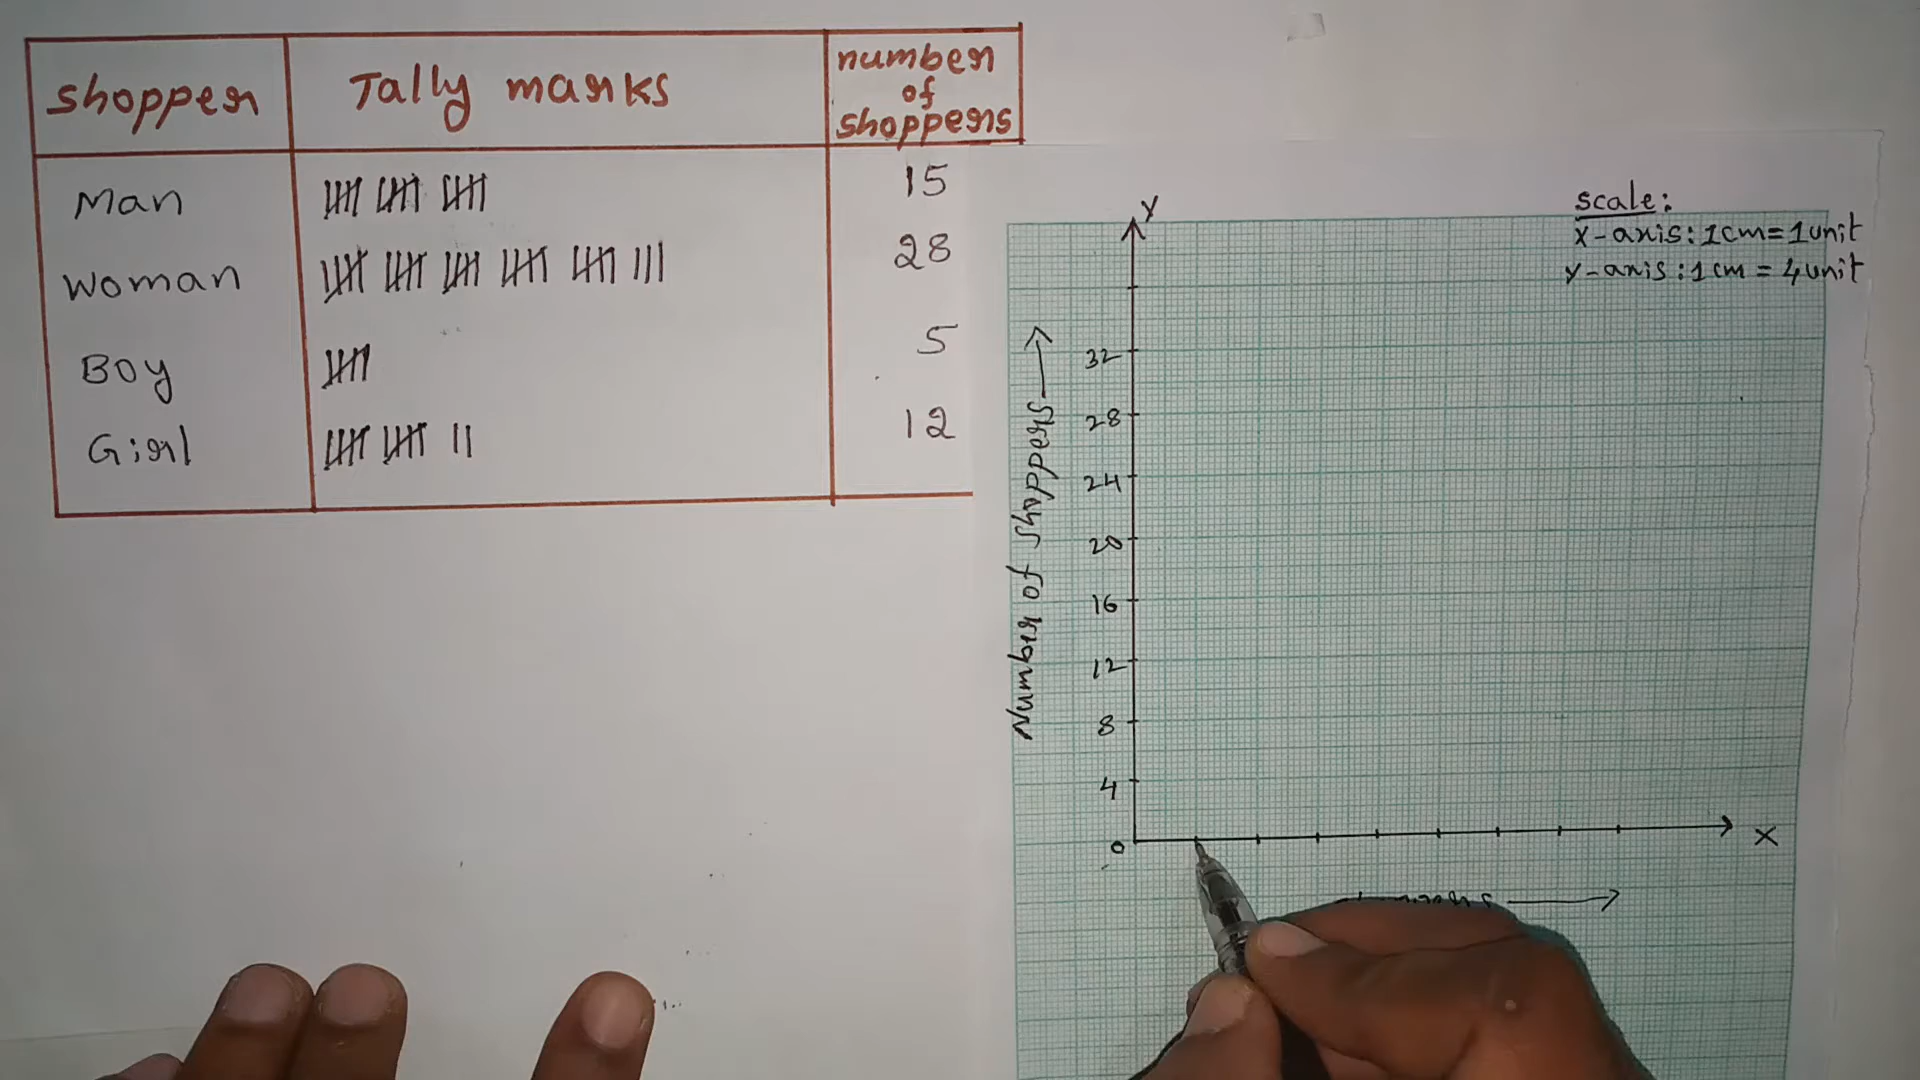 shopper
Tally marks
number
of
shoppers
Man
15
Woman
28
Boy
5
Girl
12
scale:
x-axis: 1cm=1unit
y-axis: 1cm = 4unit
Y
32
28
24
20
16
12
8
4
0
X
Number of shoppers